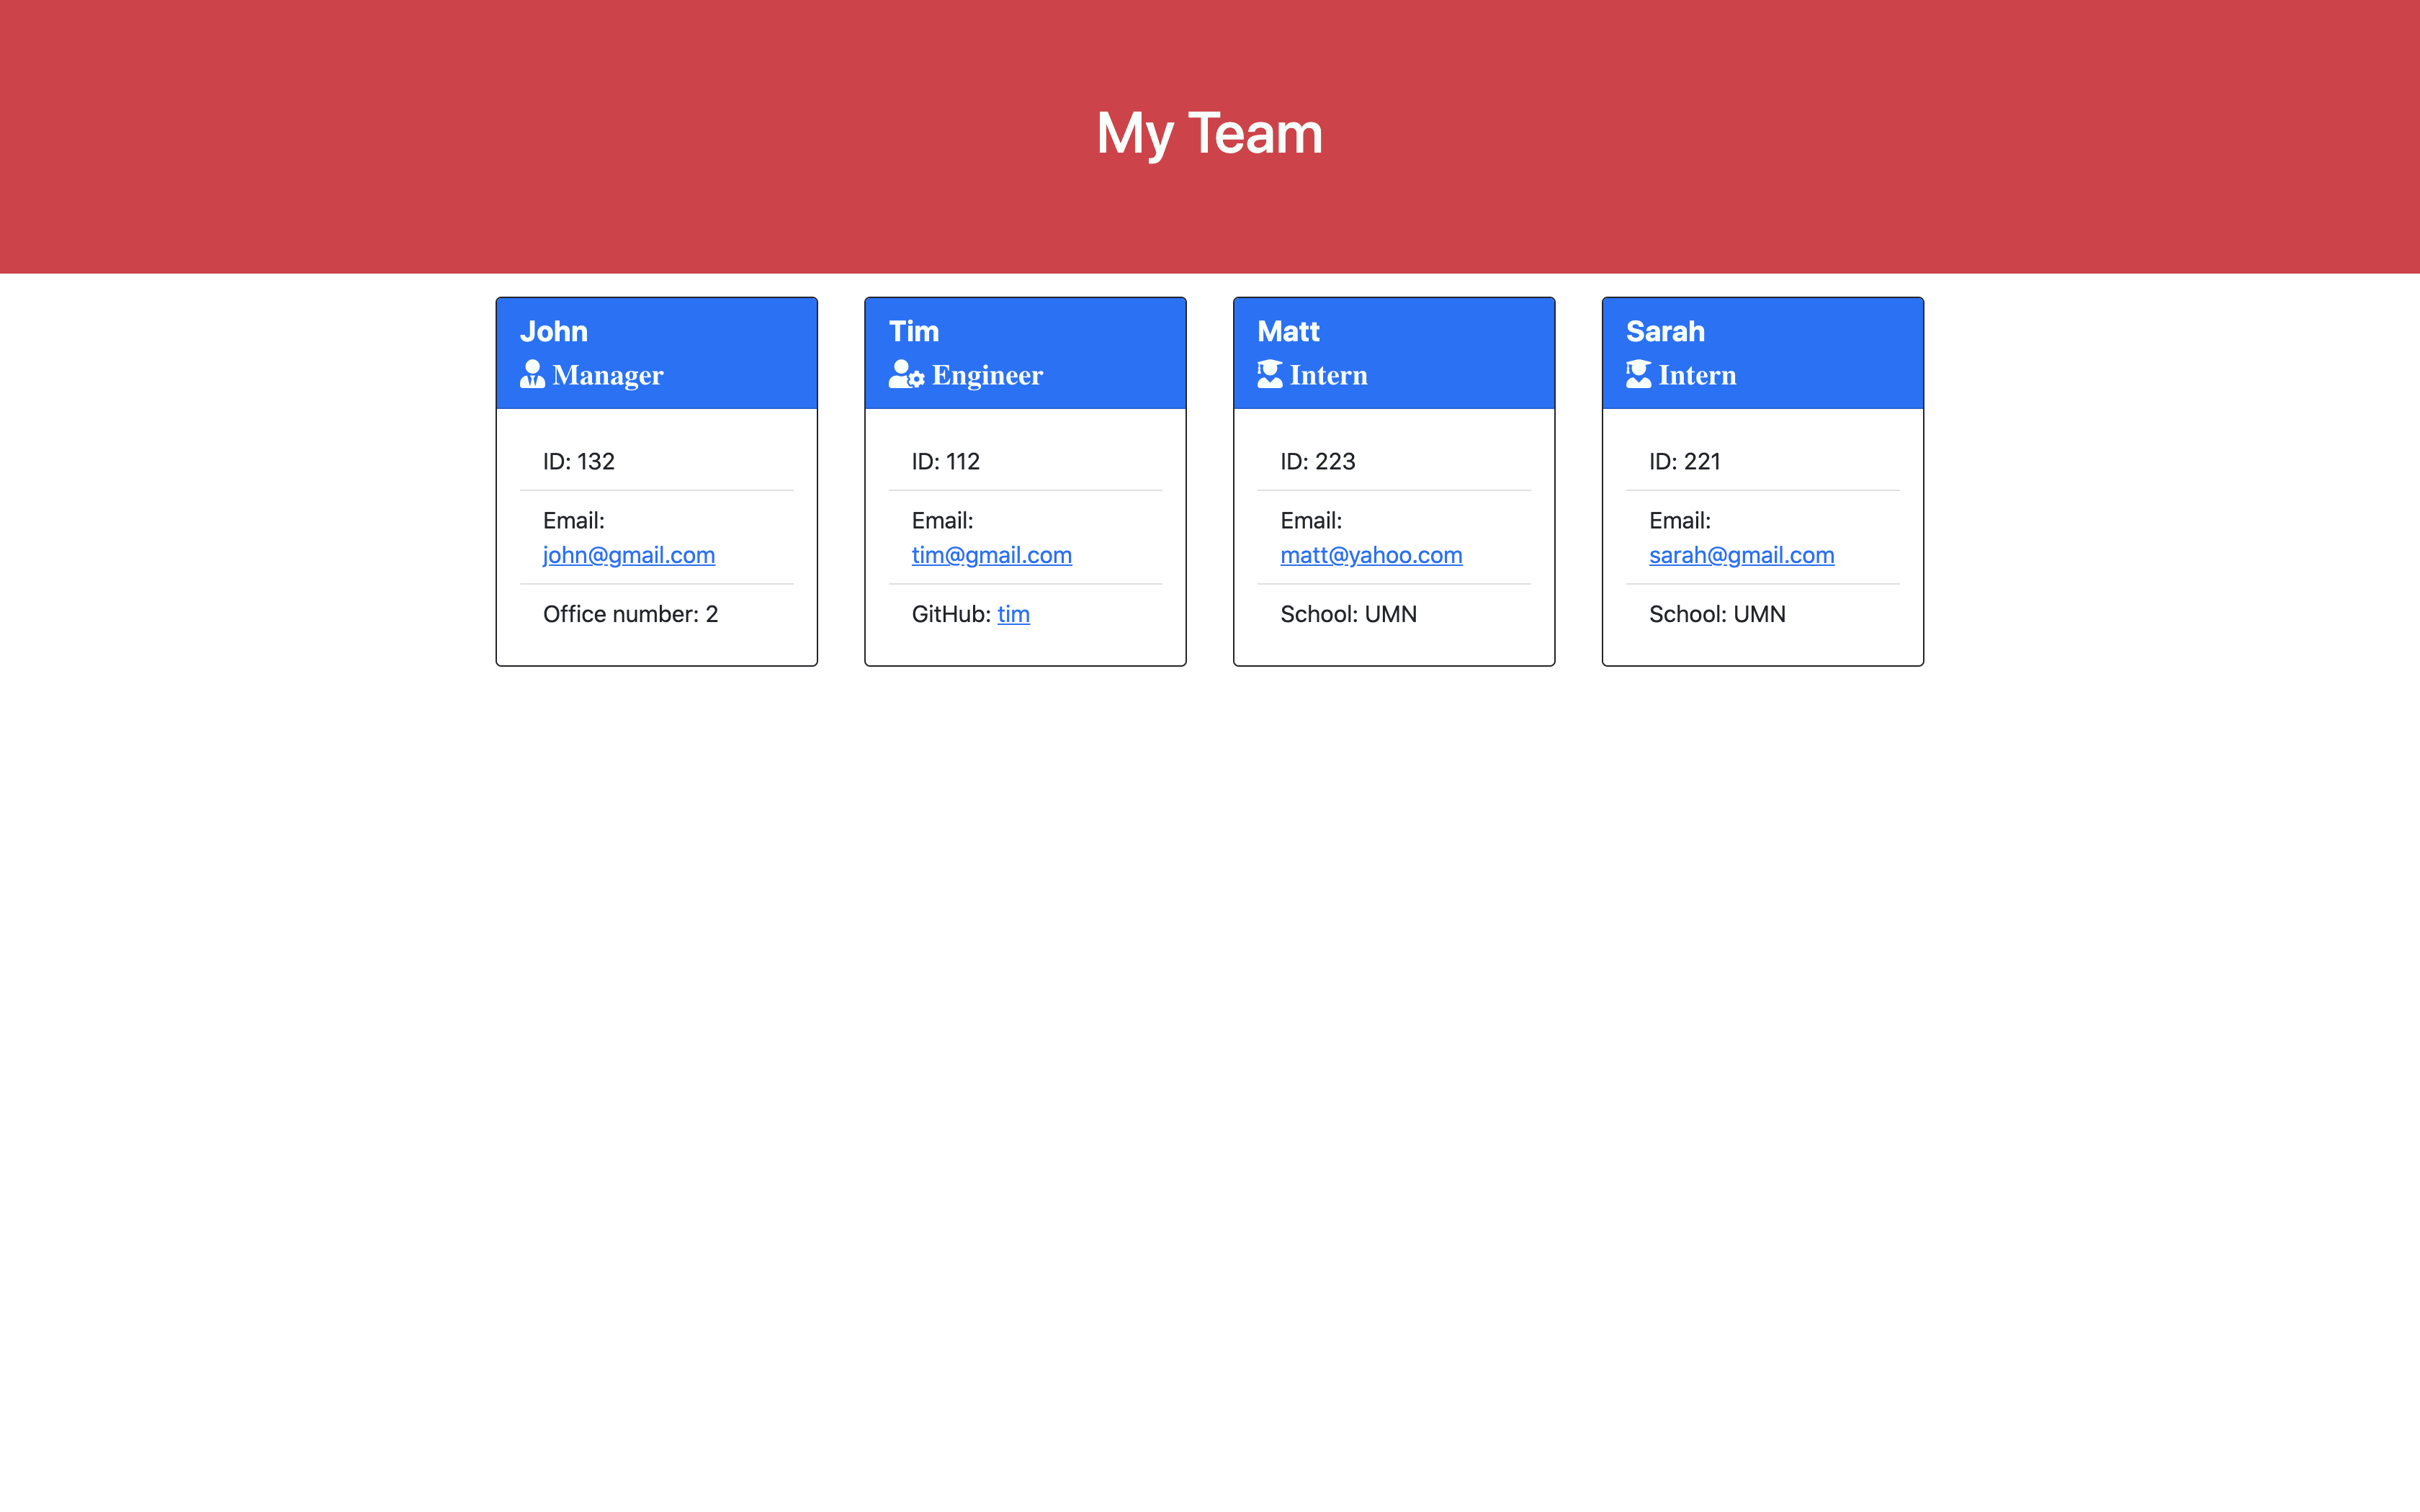 My Team
John
Manager
ID: 132
Email:
john@gmail.com
Office number: 2
Tim
Engineer
ID: 112
Email:
tim@gmail.com
GitHub: tim
Matt
Intern
ID: 223
Email:
matt@yahoo.com
School: UMN
Sarah
Intern
ID: 221
Email:
sarah@gmail.com
School: UMN